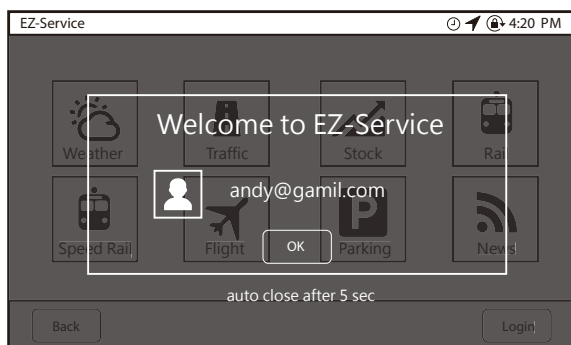 EZ-Service 4:20 PM
Welcome to EZ-Service
Weather Traffic Stock Rail
andy@gamil.com
P
Speed Rail Flight OK Parking News
auto close after 5 sec
Back Login